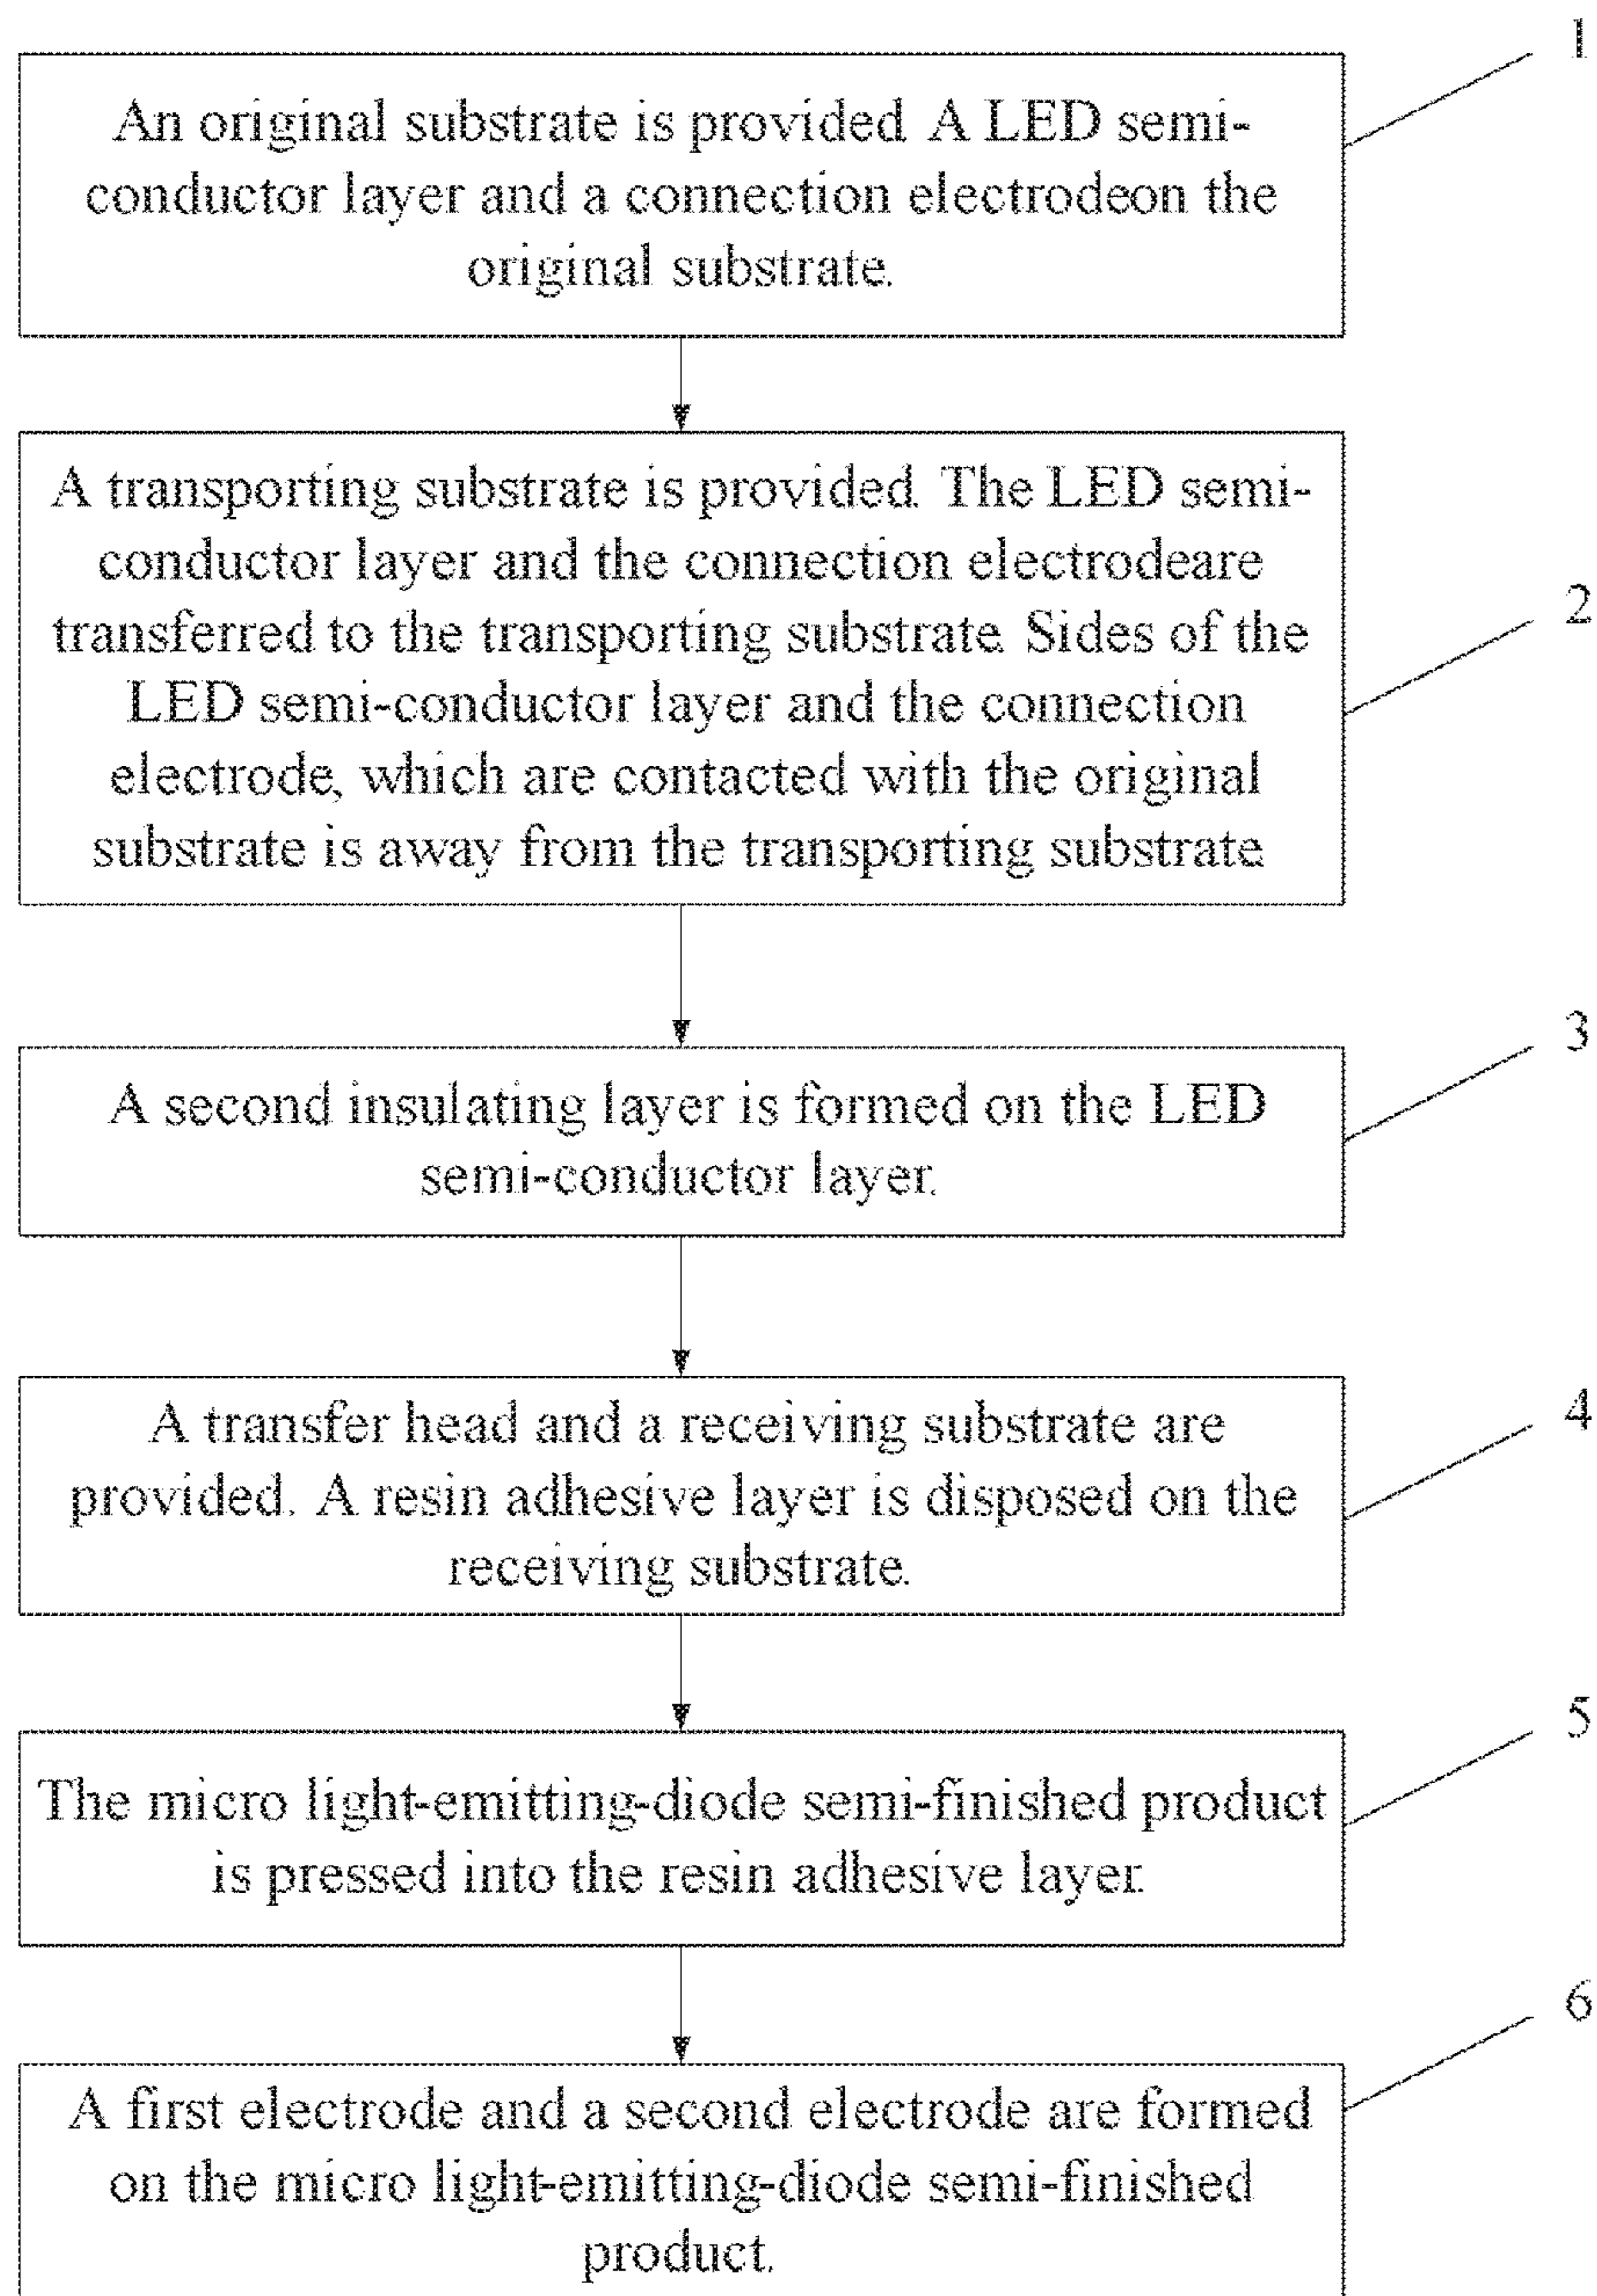 1
An original substrate is provided. A LED semi-
conductor layer and a connection electrodeon the
original substrate.
2
A transporting substrate is provided. The LED semi-
conductor layer and the connection electrodeare
transferred to the transporting substrate. Sides of the
LED semi-conductor layer and the connection
electrode, which are contacted with the original
substrate is away from the transporting substrate
3
A second insulating layer is formed on the LED
semi-conductor layer.
4
A transfer head and a receiving substrate are
provided. A resin adhesive layer is disposed on the
receiving substrate.
5
The micro light-emitting-diode semi-finished product
is pressed into the resin adhesive layer.
6
A first electrode and a second electrode are formed
on the micro light-emitting-diode semi-finished
product.